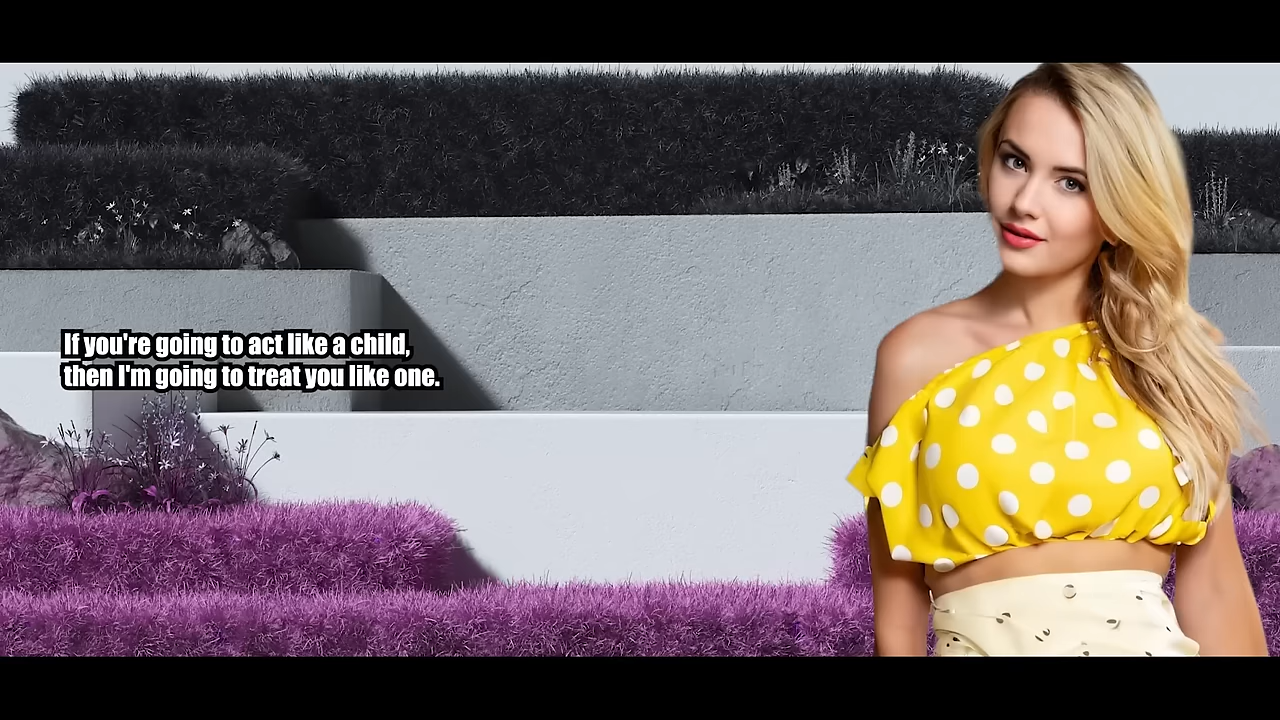 If you're going to act like a child,
then I'm going to treat you like one.